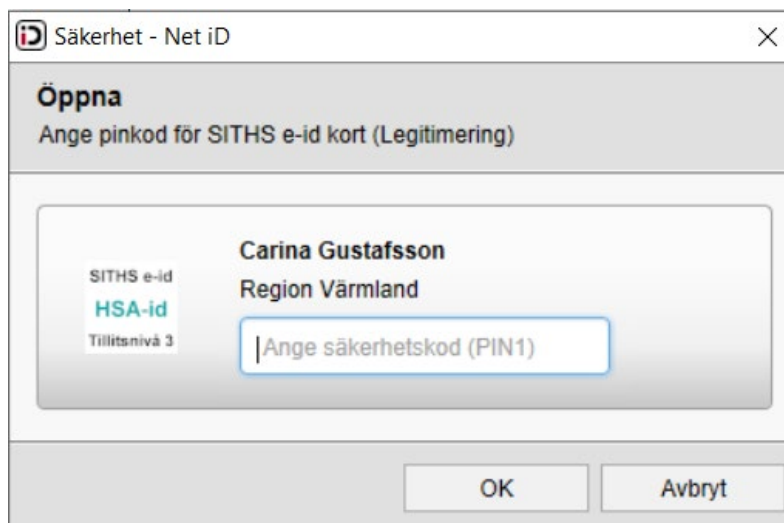 iD Säkerhet - Net iD
Öppna
Ange pinkod för SITHS e-id kort (Legitimering)
SITHS e-id
HSA-id
Tillitsnivå 3
Carina Gustafsson
Region Värmland
Ange säkerhetskod (PIN1)
OK Avbryt